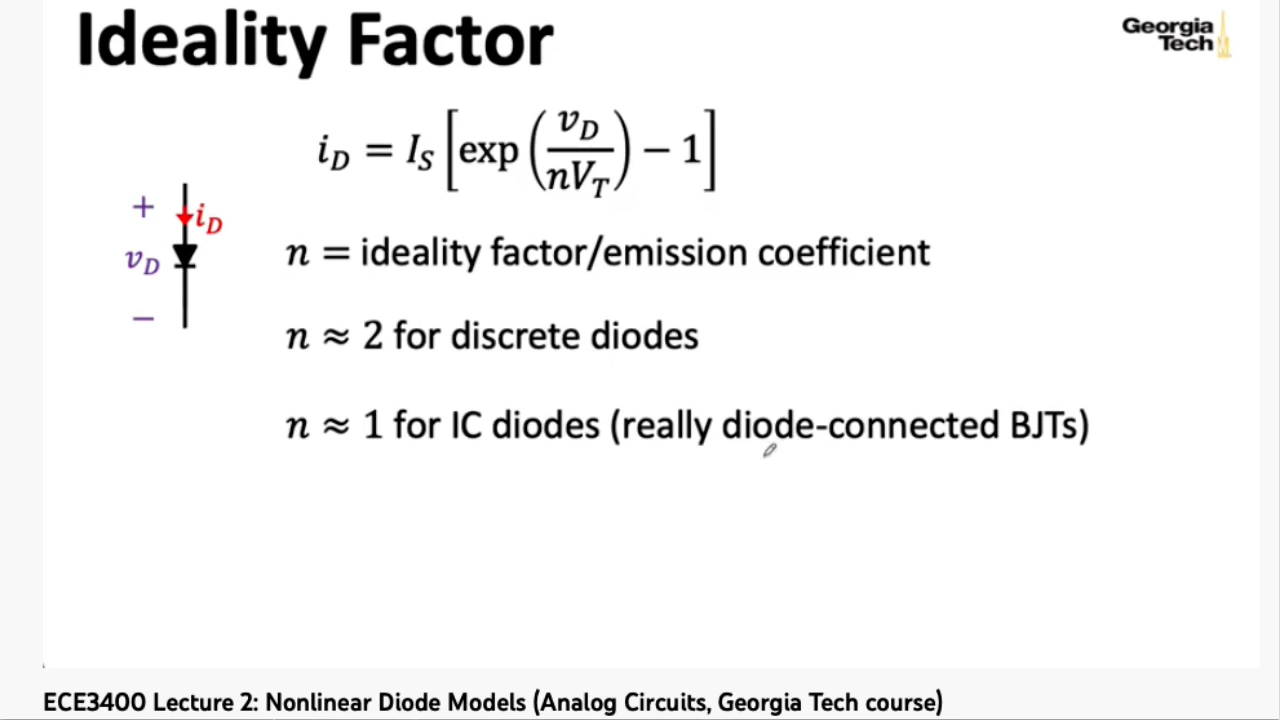 Ideality Factor
Georgia
Tech
i_D = I_S [exp(v_D / nV_T) − 1]
+
i_D
v_D
−
n = ideality factor/emission coefficient
n ≈ 2 for discrete diodes
n ≈ 1 for IC diodes (really diode-connected BJTs)
ECE3400 Lecture 2: Nonlinear Diode Models (Analog Circuits, Georgia Tech course)